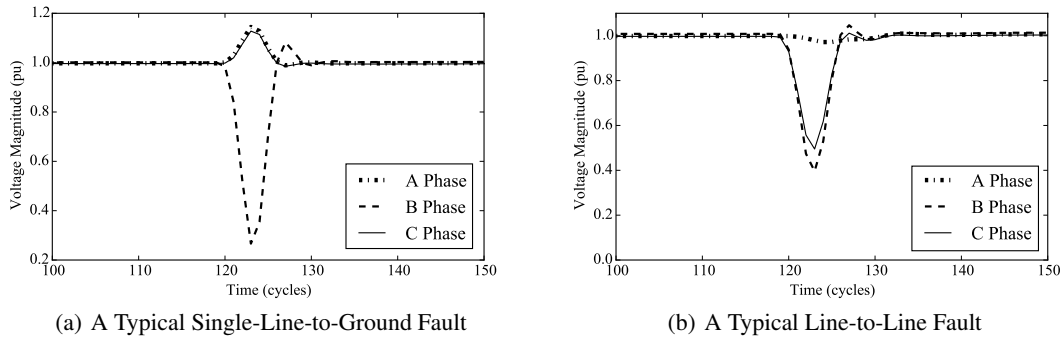 1.2
1.0
0.8
0.6
0.4
0.2
Voltage Magnitude (pu)
A Phase
B Phase
C Phase
100
110
120
130
140
150
Time (cycles)
(a) A Typical Single-Line-to-Ground Fault
1.0
0.8
0.6
0.4
0.2
0.0
Voltage Magnitude (pu)
A Phase
B Phase
C Phase
100
110
120
130
140
150
Time (cycles)
(b) A Typical Line-to-Line Fault